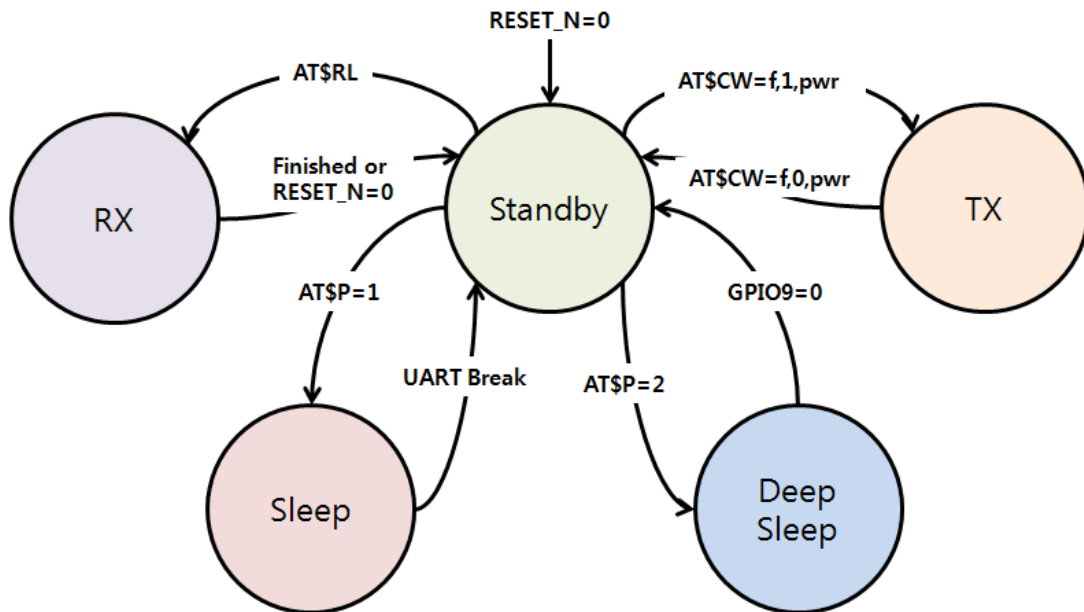 RESET_N=0
AT$RL
AT$CW=f,1,pwr
Finished or
RESET_N=0
AT$CW=f,0,pwr
RX
Standby
TX
AT$P=1
GPIO9=0
UART Break
AT$P=2
Sleep
Deep
Sleep